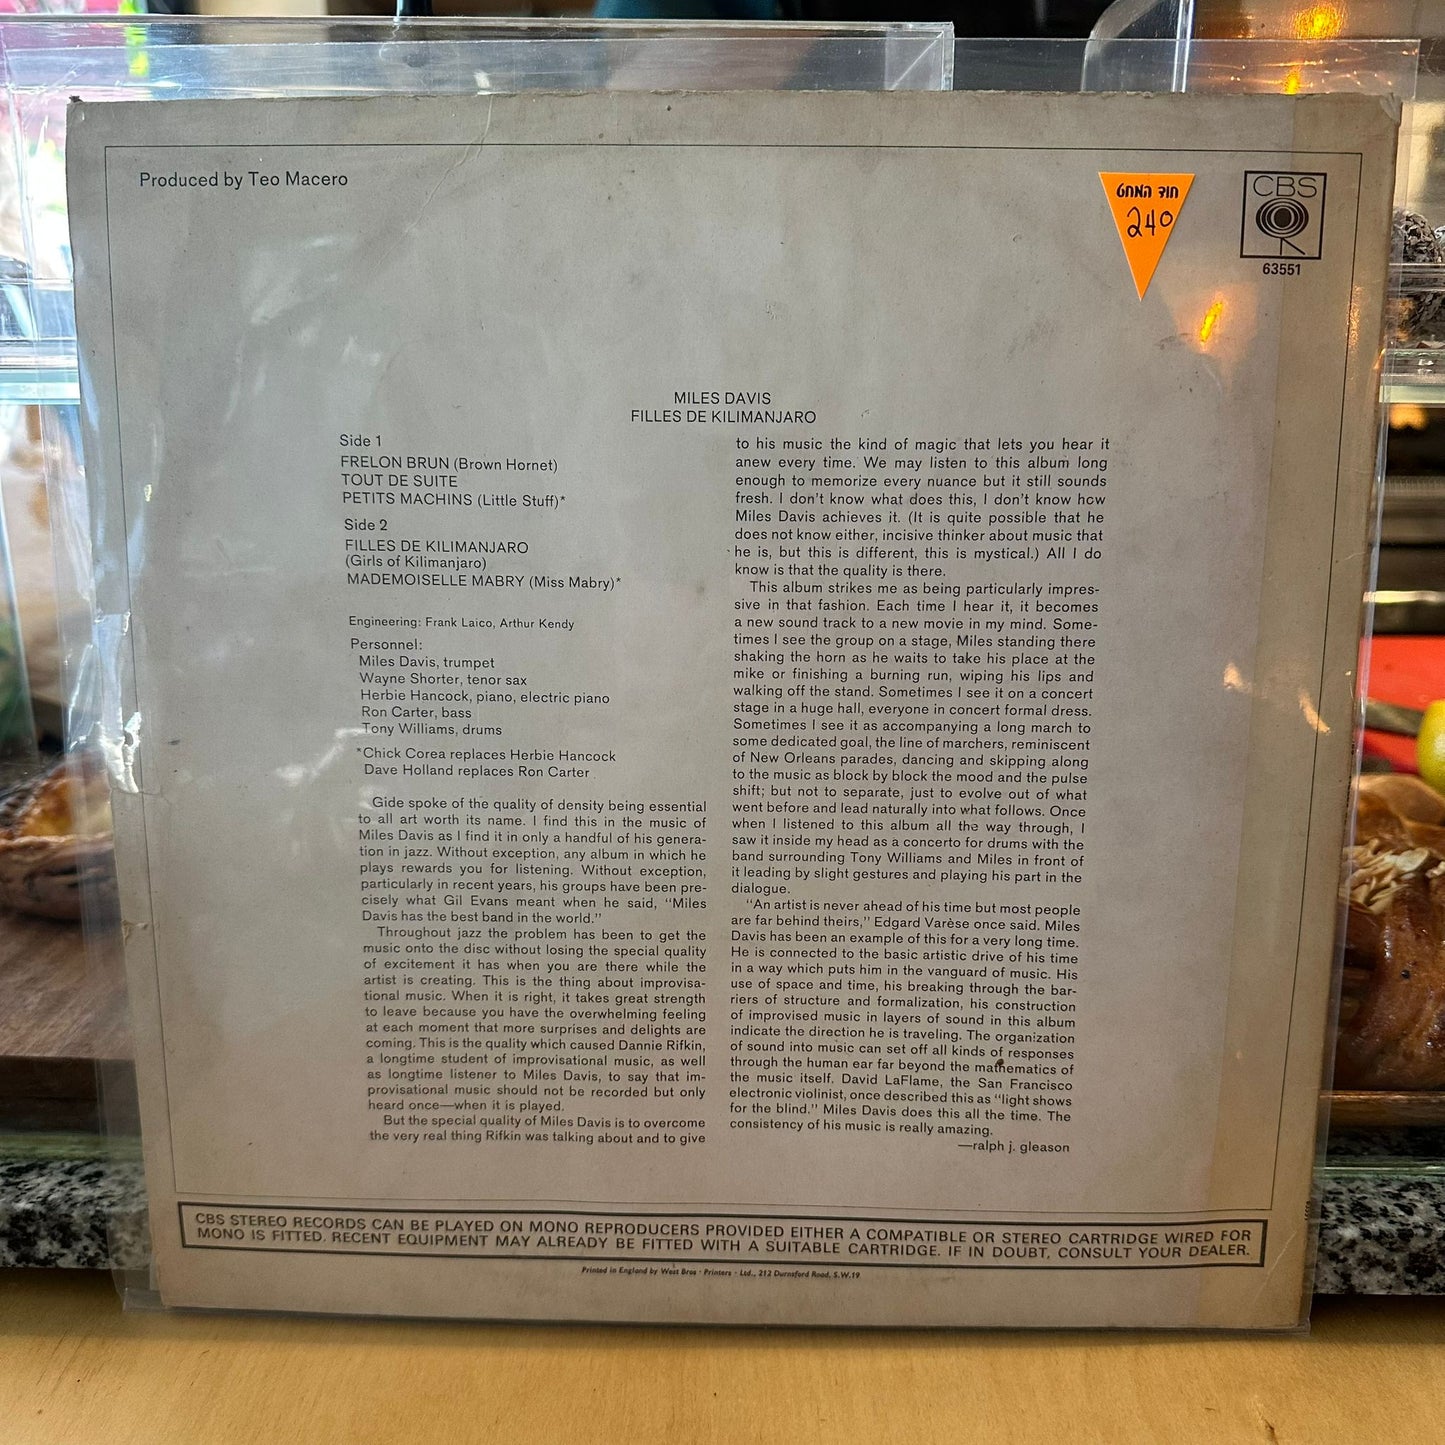 Produced by Teo Macero
חוד המחט
240
CBS
63551
MILES DAVIS
FILLES DE KILIMANJARO
Side 1
FRELON BRUN (Brown Hornet)
TOUT DE SUITE
PETITS MACHINS (Little Stuff)*
Side 2
FILLES DE KILIMANJARO
(Girls of Kilimanjaro)
MADEMOISELLE MABRY (Miss Mabry)*
Engineering: Frank Laico, Arthur Kendy
Personnel:
Miles Davis, trumpet
Wayne Shorter, tenor sax
Herbie Hancock, piano, electric piano
Ron Carter, bass
Tony Williams, drums
*Chick Corea replaces Herbie Hancock
Dave Holland replaces Ron Carter
Gide spoke of the quality of density being essential
to all art worth its name. I find this in the music of
Miles Davis as I find it in only a handful of his genera-
tion in jazz. Without exception, any album in which he
plays rewards you for listening. Without exception,
particularly in recent years, his groups have been pre-
cisely what Gil Evans meant when he said, “Miles
Davis has the best band in the world.”
Throughout jazz the problem has been to get the
music onto the disc without losing the special quality
of excitement it has when you are there while the
artist is creating. This is the thing about improvisa-
tional music. When it is right, it takes great strength
to leave because you have the overwhelming feeling
at each moment that more surprises and delights are
coming. This is the quality which caused Dannie Rifkin,
a longtime student of improvisational music, as well
as longtime listener to Miles Davis, to say that im-
provisational music should not be recorded but only
heard once—when it is played.
But the special quality of Miles Davis is to overcome
the very real thing Rifkin was talking about and to give
to his music the kind of magic that lets you hear it
anew every time. We may listen to this album long
enough to memorize every nuance but it still sounds
fresh. I don’t know what does this, I don’t know how
Miles Davis achieves it. (It is quite possible that he
does not know either, incisive thinker about music that
he is, but this is different, this is mystical.) All I do
know is that the quality is there.
This album strikes me as being particularly impres-
sive in that fashion. Each time I hear it, it becomes
a new sound track to a new movie in my mind. Some-
times I see the group on a stage, Miles standing there
shaking the horn as he waits to take his place at the
mike or finishing a burning run, wiping his lips and
walking off the stand. Sometimes I see it on a concert
stage in a huge hall, everyone in concert formal dress.
Sometimes I see it as accompanying a long march to
some dedicated goal, the line of marchers, reminiscent
of New Orleans parades, dancing and skipping along
to the music as block by block the mood and the pulse
shift; but not to separate, just to evolve out of what
went before and lead naturally into what follows. Once
when I listened to this album all the way through, I
saw it inside my head as a concerto for drums with the
band surrounding Tony Williams and Miles in front of
it leading by slight gestures and playing his part in the
dialogue.
“An artist is never ahead of his time but most people
are far behind theirs,” Edgard Varèse once said. Miles
Davis has been an example of this for a very long time.
He is connected to the basic artistic drive of his time
in a way which puts him in the vanguard of music. His
use of space and time, his breaking through the bar-
riers of structure and formalization, his construction
of improvised music in layers of sound in this album
indicate the direction he is traveling. The organization
of sound into music can set off all kinds of responses
through the human ear far beyond the mathematics of
the music itself. David LaFlame, the San Francisco
electronic violinist, once described this as “light shows
for the blind.” Miles Davis does this all the time. The
consistency of his music is really amazing.
—ralph j. gleason
CBS STEREO RECORDS CAN BE PLAYED ON MONO REPRODUCERS PROVIDED EITHER A COMPATIBLE OR STEREO CARTRIDGE WIRED FOR
MONO IS FITTED. RECENT EQUIPMENT MAY ALREADY BE FITTED WITH A SUITABLE CARTRIDGE. IF IN DOUBT, CONSULT YOUR DEALER.
Printed in England by West Bros · Printers · Ltd., 212 Durnsford Road, S.W.19